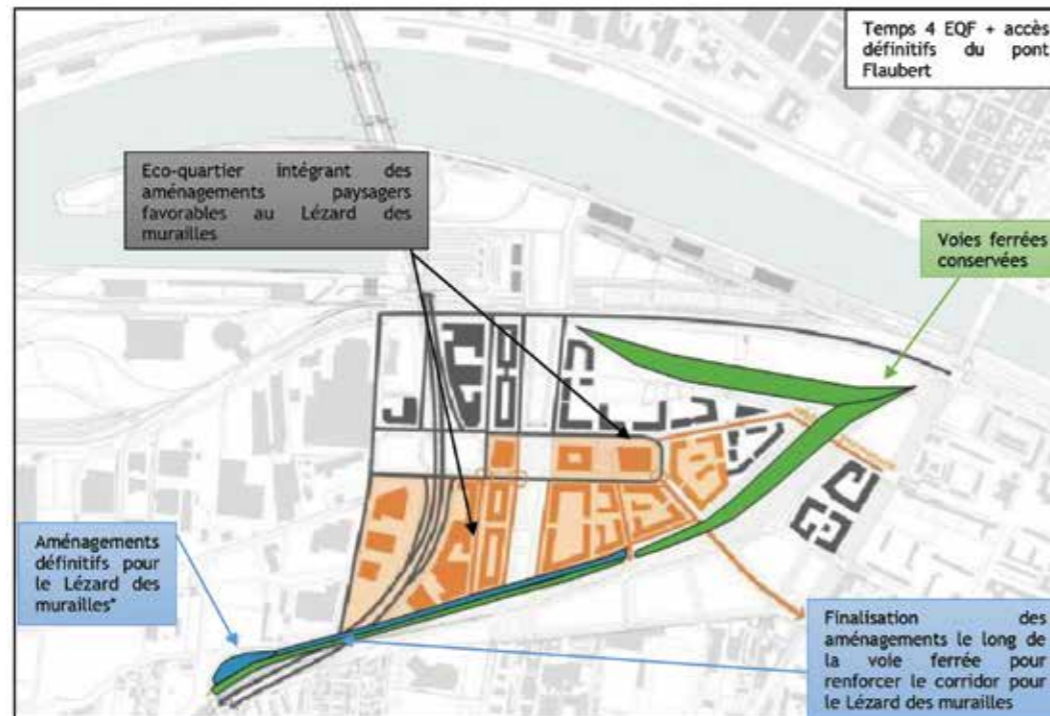 Temps 4 EQF + accès
définitifs du pont
Flaubert
Eco-quartier intégrant des
aménagements paysagers
favorables au Lézard des
murailles
Voies ferrées
conservées
Aménagements
définitifs pour
le Lézard des
murailles*
Finalisation des
aménagements le long de
la voie ferrée pour
renforcer le corridor pour
le Lézard des murailles